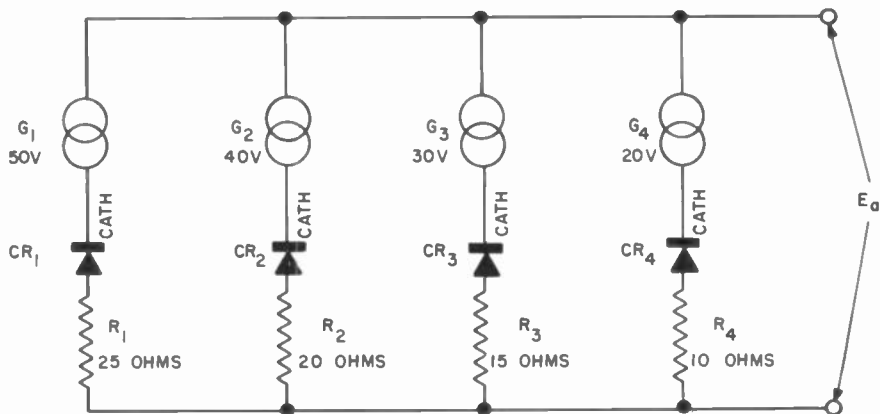 G1
50V
CATH
CR1
R1
25 OHMS
G2
40V
CATH
CR2
R2
20 OHMS
G3
30V
CATH
CR3
R3
15 OHMS
G4
20V
CATH
CR4
R4
10 OHMS
Ea